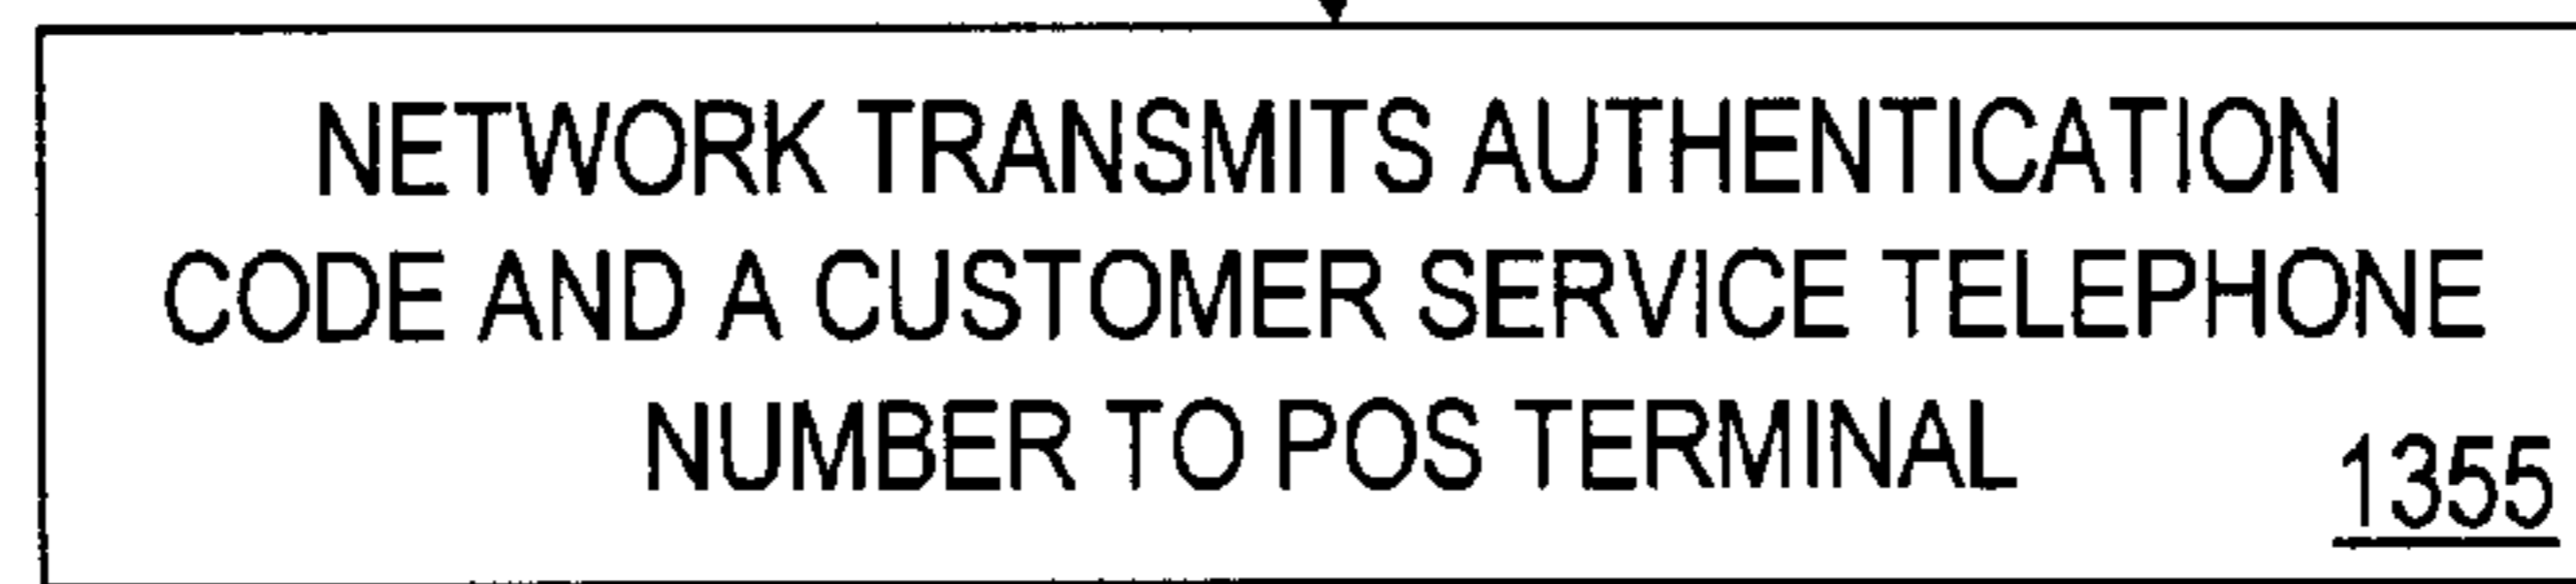 NETWORK TRANSMITS AUTHENTICATION
CODE AND A CUSTOMER SERVICE TELEPHONE
NUMBER TO POS TERMINAL
1355